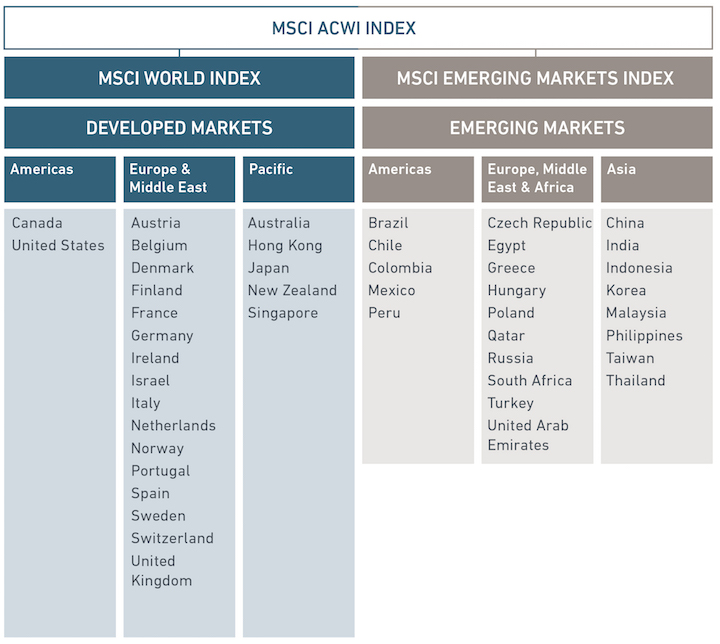 MSCI ACWI INDEX
MSCI WORLD INDEX
MSCI EMERGING MARKETS INDEX
DEVELOPED MARKETS
EMERGING MARKETS
Americas
Europe &
Middle East
Pacific
Americas
Europe, Middle
East & Africa
Asia
Canada
United States
Austria
Belgium
Denmark
Finland
France
Germany
Ireland
Israel
Italy
Netherlands
Norway
Portugal
Spain
Sweden
Switzerland
United
Kingdom
Australia
Hong Kong
Japan
New Zealand
Singapore
Brazil
Chile
Colombia
Mexico
Peru
Czech Republic
Egypt
Greece
Hungary
Poland
Qatar
Russia
South Africa
Turkey
United Arab
Emirates
China
India
Indonesia
Korea
Malaysia
Philippines
Taiwan
Thailand